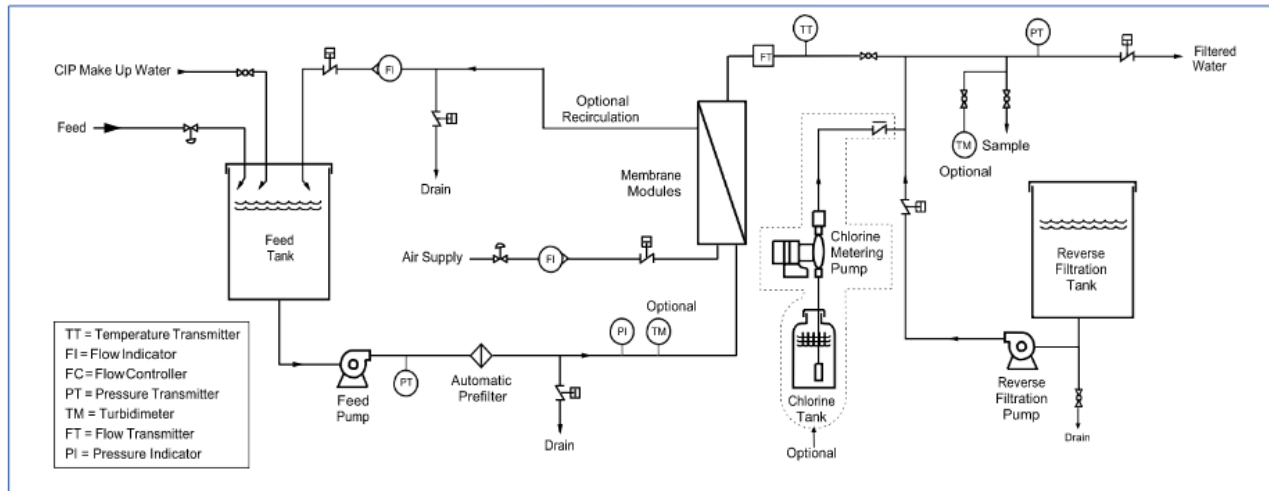 CIP Make Up Water
Feed
FI
Optional
Recirculation
Drain
FT
TT
PT
Filtered
Water
TM
Optional
Sample
Membrane
Modules
Feed
Tank
Air Supply
FI
Chlorine
Metering
Pump
Reverse
Filtration
Tank
Optional
PI
TM
PT
Feed
Pump
Automatic
Prefilter
Drain
Chlorine
Tank
Optional
Reverse
Filtration
Pump
Drain
TT = Temperature Transmitter
FI = Flow Indicator
FC = Flow Controller
PT = Pressure Transmitter
TM = Turbidimeter
FT = Flow Transmitter
PI = Pressure Indicator